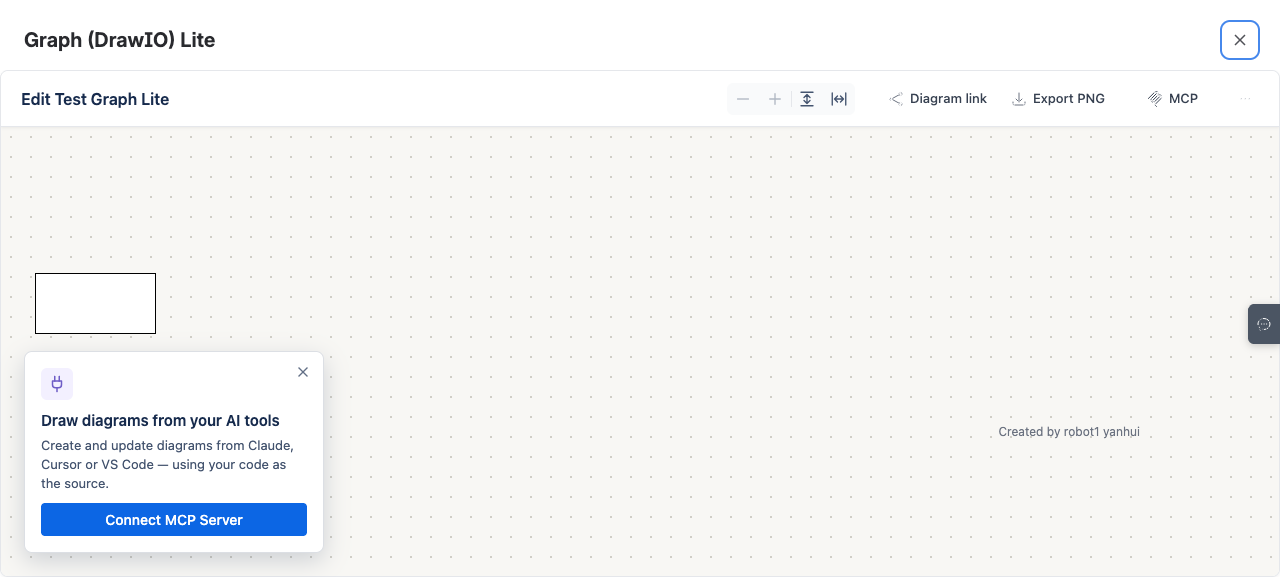 Graph (DrawIO) Lite
Edit Test Graph Lite
Diagram link
Export PNG
MCP
Draw diagrams from your AI tools
Create and update diagrams from Claude,
Cursor or VS Code — using your code as
the source.
Connect MCP Server
Created by robot1 yanhui